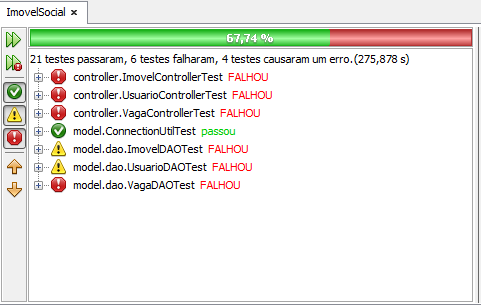 ImovelSocial
67,74 %
21 testes passaram, 6 testes falharam, 4 testes causaram um erro.(275,878 s)
controller.ImovelControllerTest FALHOU
controller.UsuarioControllerTest FALHOU
controller.VagaControllerTest FALHOU
model.ConnectionUtilTest passou
model.dao.ImovelDAOTest FALHOU
model.dao.UsuarioDAOTest FALHOU
model.dao.VagaDAOTest FALHOU